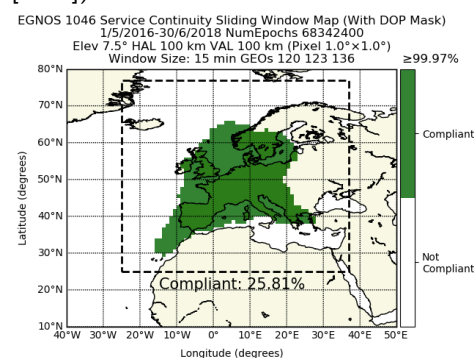 EGNOS 1046 Service Continuity Sliding Window Map (With DOP Mask)
1/5/2016-30/6/2018 NumEpochs 68342400
Elev 7.5° HAL 100 km VAL 100 km (Pixel 1.0°×1.0°)
Window Size: 15 min GEOs 120 123 136
≥99.97%
80°N
70°N
60°N
50°N
40°N
30°N
20°N
10°N
Latitude (degrees)
Compliant: 25.81%
Compliant
Not
Compliant
40°W 30°W 20°W 10°W 0° 10°E 20°E 30°E 40°E 50°E
Longitude (degrees)